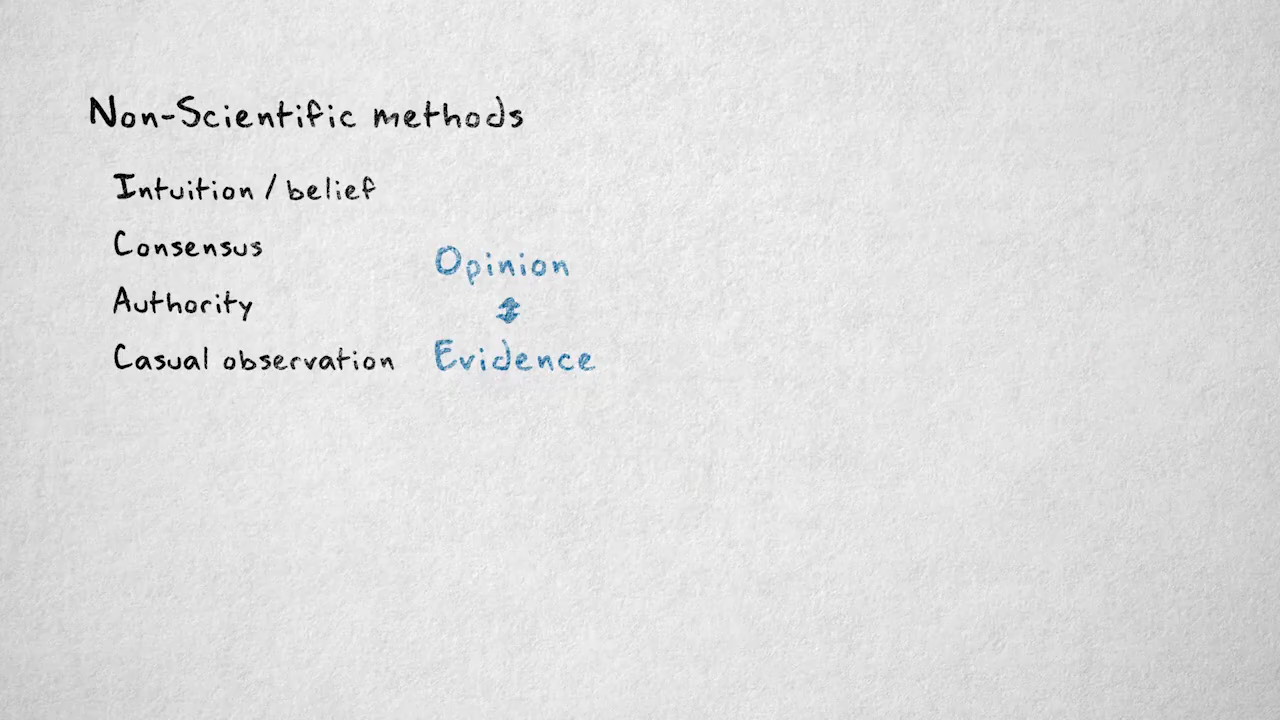 Non-Scientific methods
Intuition / belief
Consensus
Opinion
Authority
Casual observation
Evidence